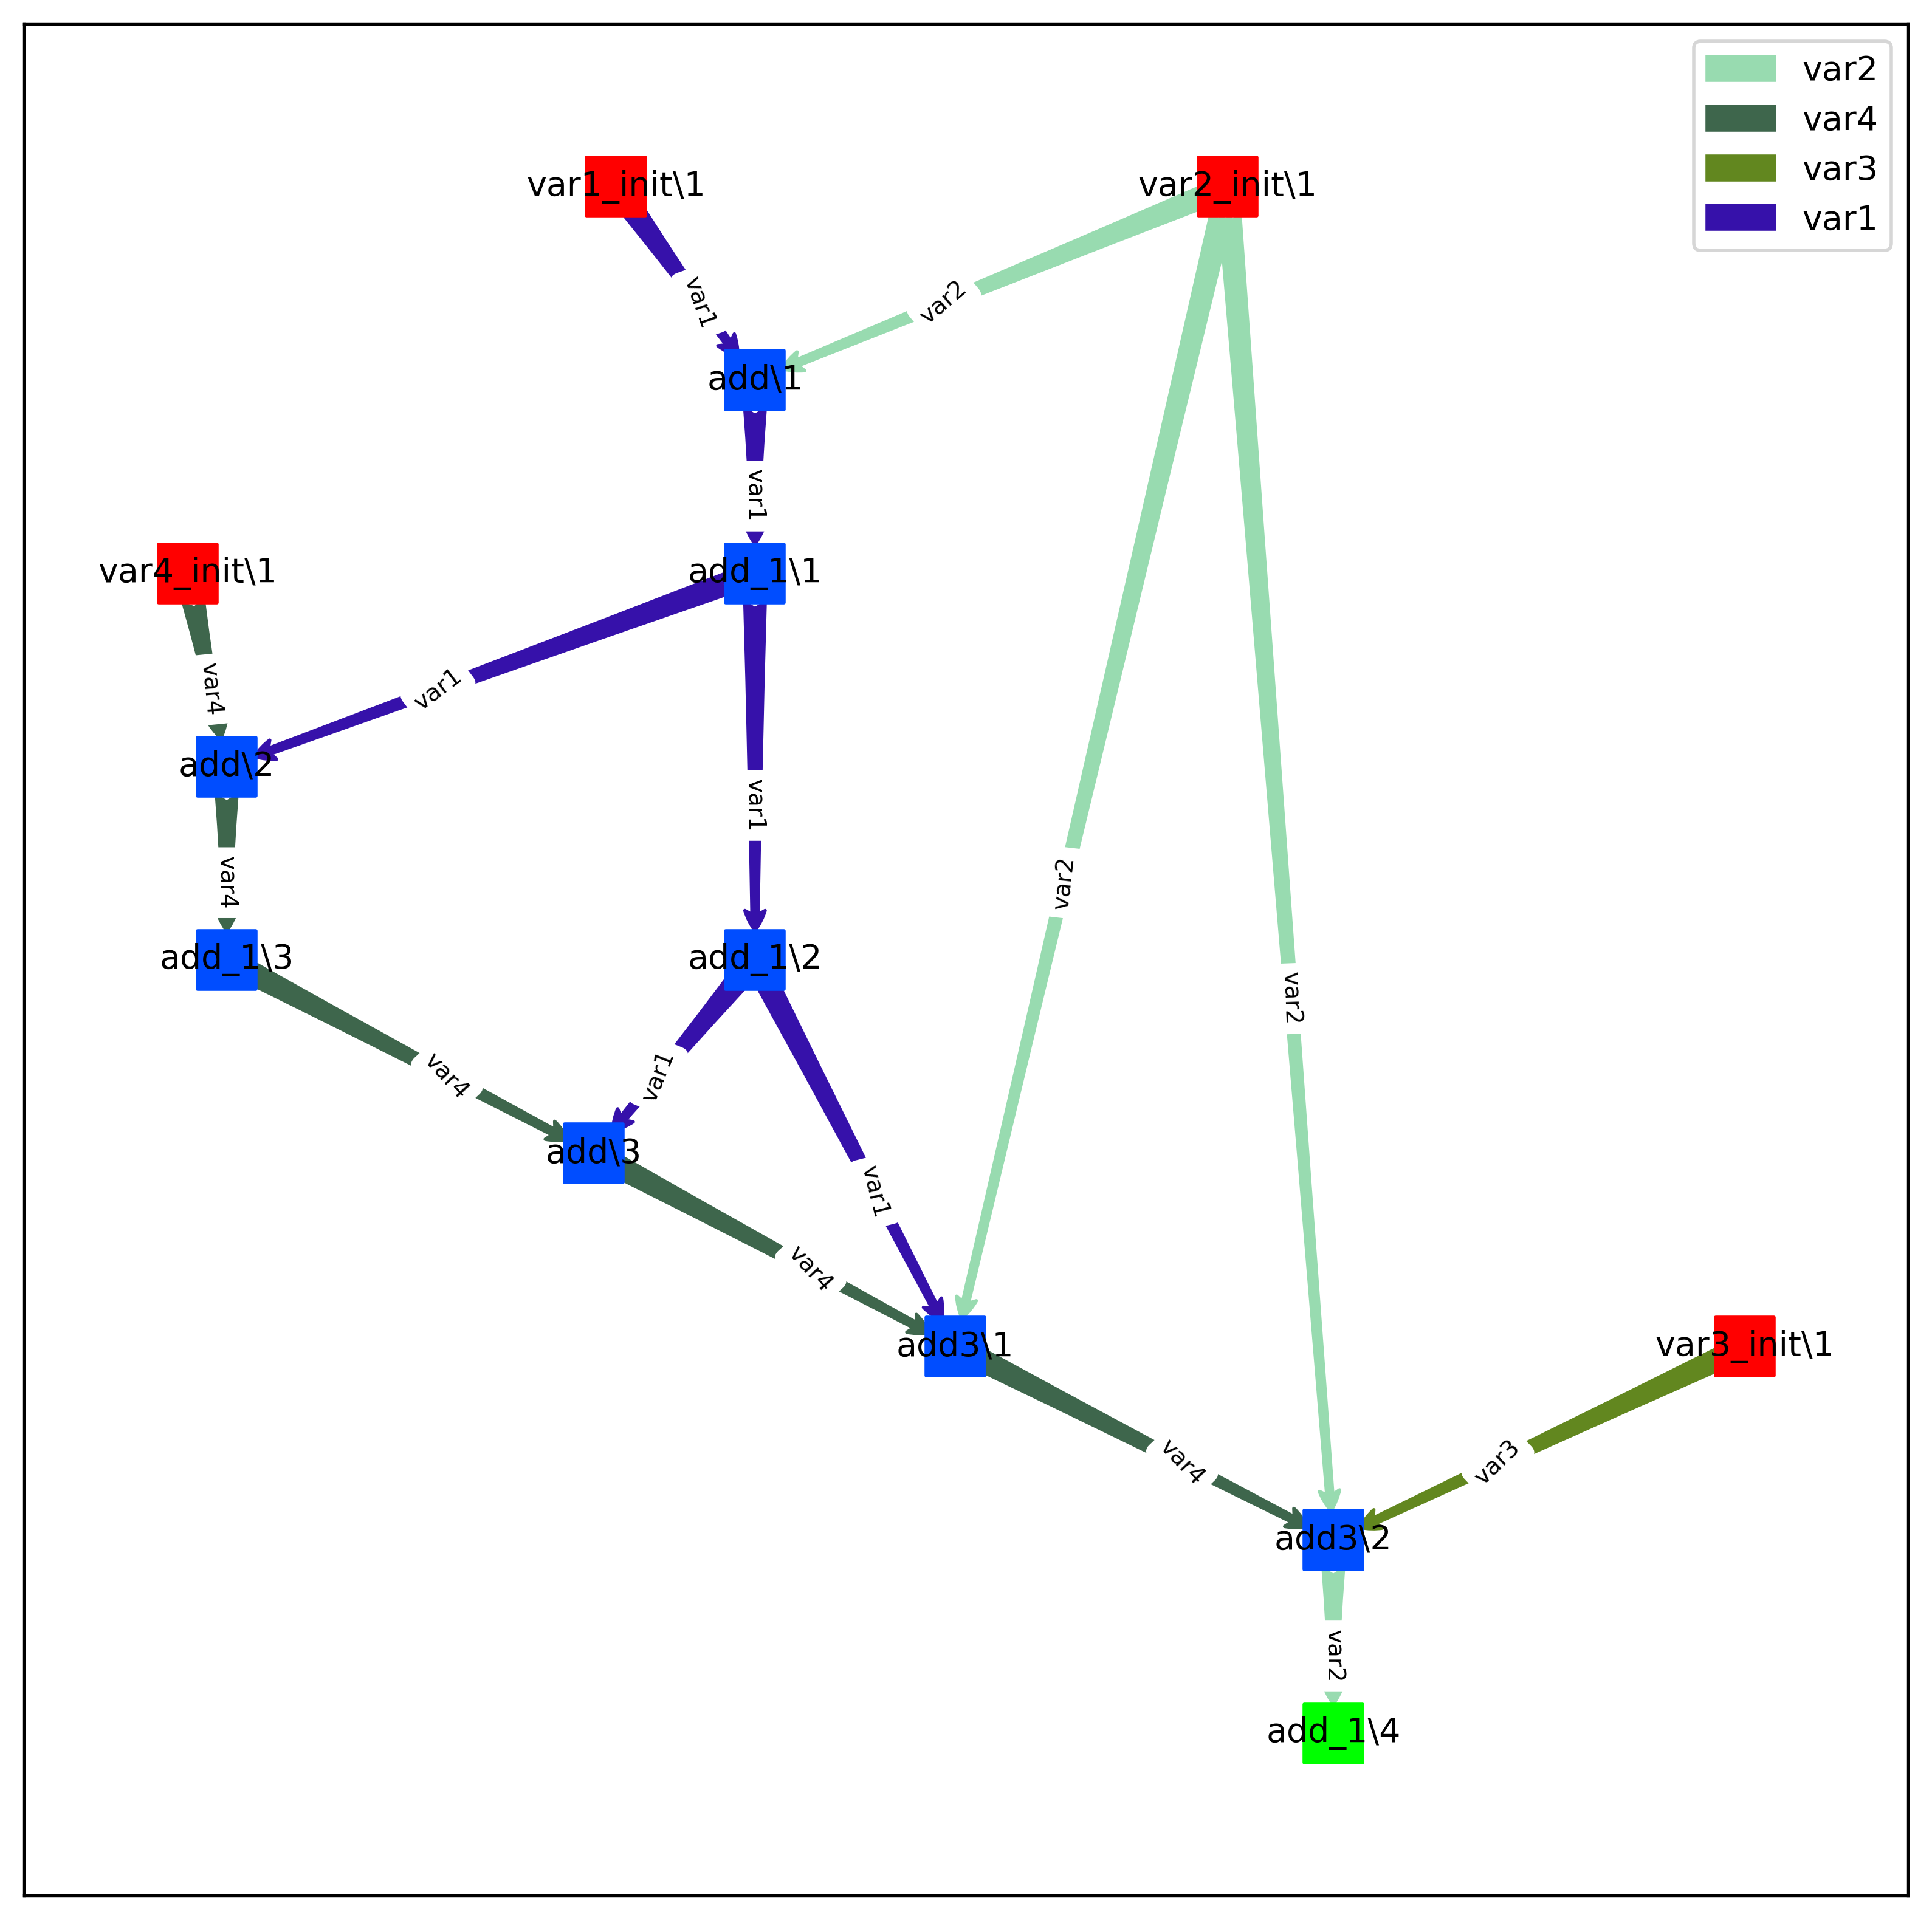 var2
var4
var3
var1
var1_init\1
var2_init\1
var1
var2
add\1
var1
var4_init\1
add_1\1
var4
var1
add\2
var1
var4
var2
add_1\3
add_1\2
var2
var4
var1
add\3
var1
var4
add3\1
var3_init\1
var4
var3
add3\2
var2
add_1\4